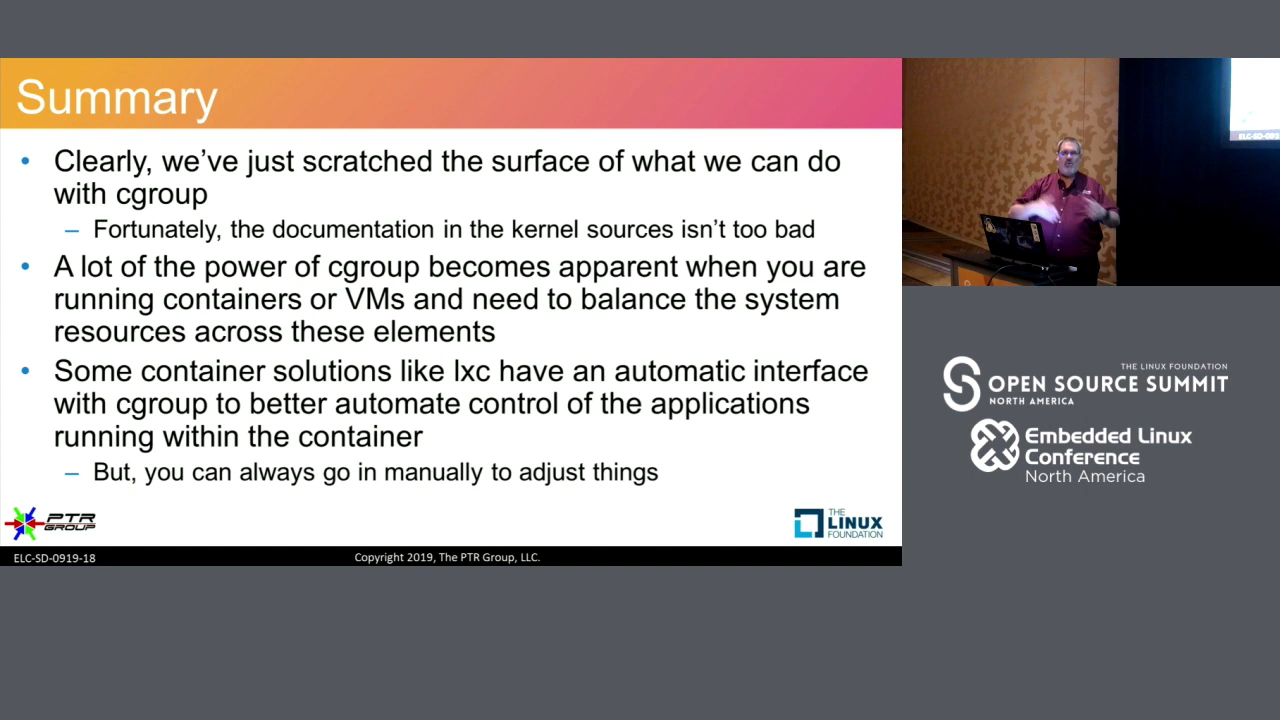 Summary
• Clearly, we’ve just scratched the surface of what we can do
with cgroup
– Fortunately, the documentation in the kernel sources isn’t too bad
• A lot of the power of cgroup becomes apparent when you are
running containers or VMs and need to balance the system
resources across these elements
• Some container solutions like lxc have an automatic interface
with cgroup to better automate control of the applications
running within the container
– But, you can always go in manually to adjust things
PTR
GROUP
THE
LINUX
FOUNDATION
ELC-SD-0919-18
Copyright 2019, The PTR Group, LLC.
ELC-SD-091
THE LINUX FOUNDATION
OPEN SOURCE SUMMIT
NORTH AMERICA
Embedded Linux
Conference
North America